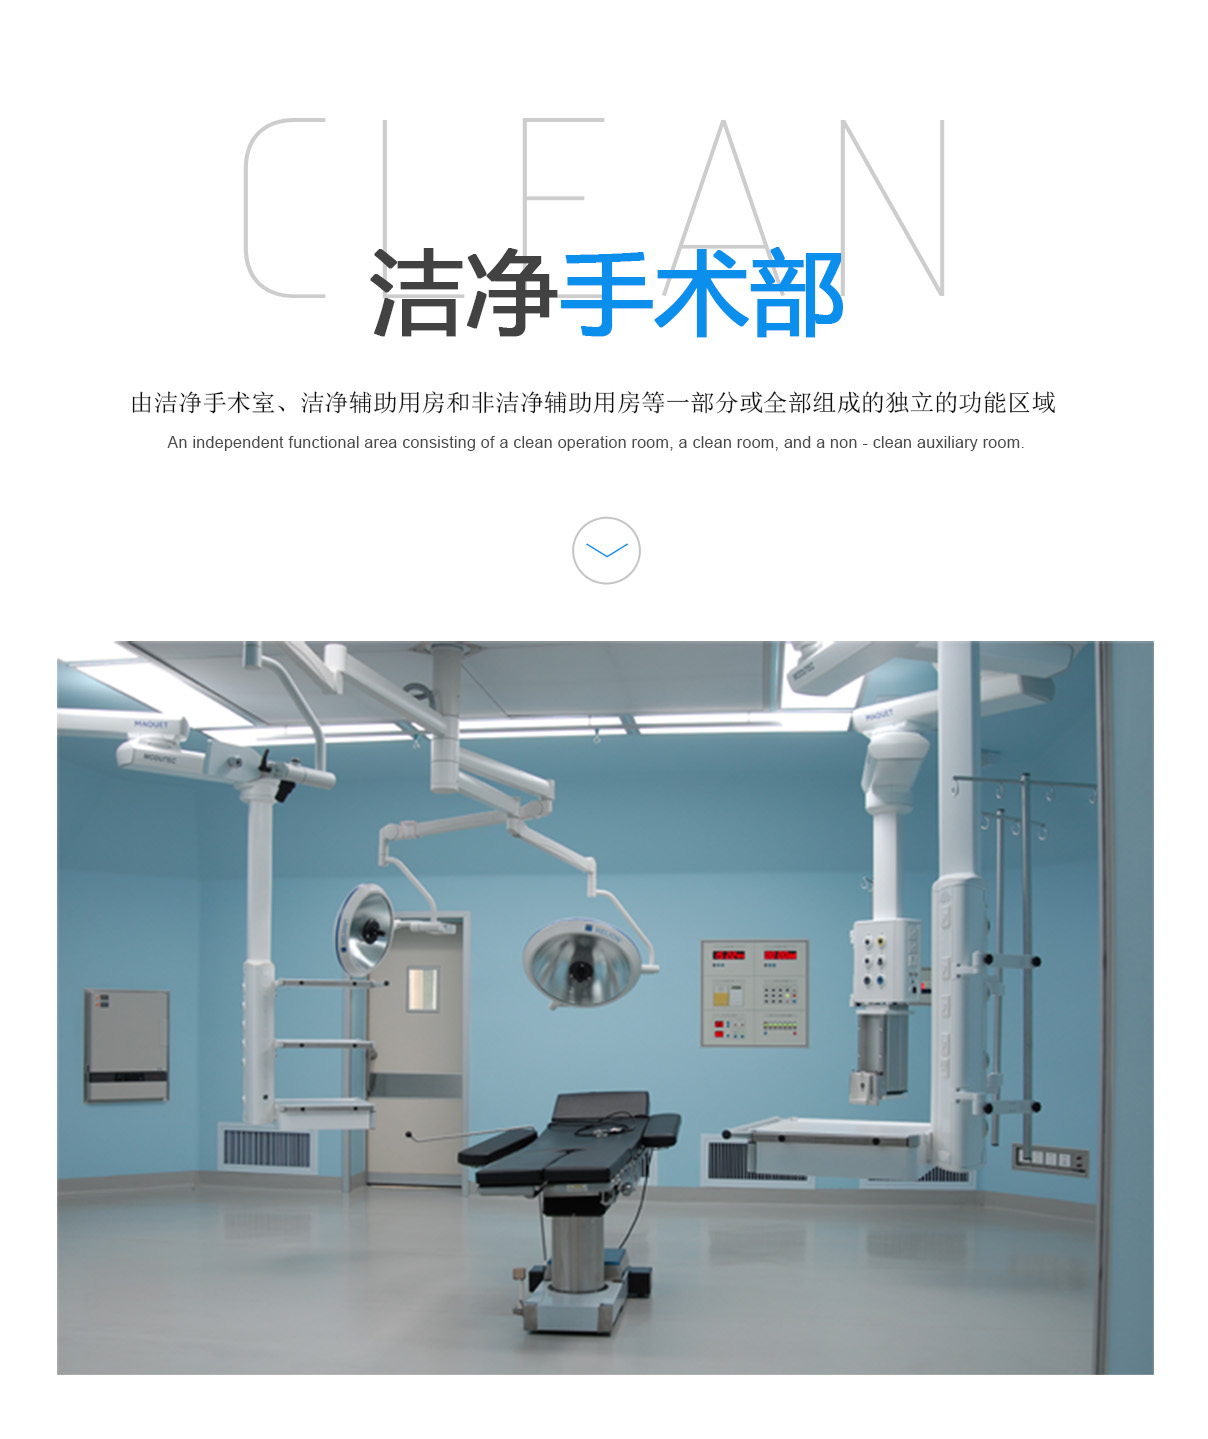 CLEAN
洁净手术部
由洁净手术室、洁净辅助用房和非洁净辅助用房等一部分或全部组成的独立的功能区域
An independent functional area consisting of a clean operation room, a clean room, and a non - clean auxiliary room.
MAQUET
MODUTEC
MAQUET